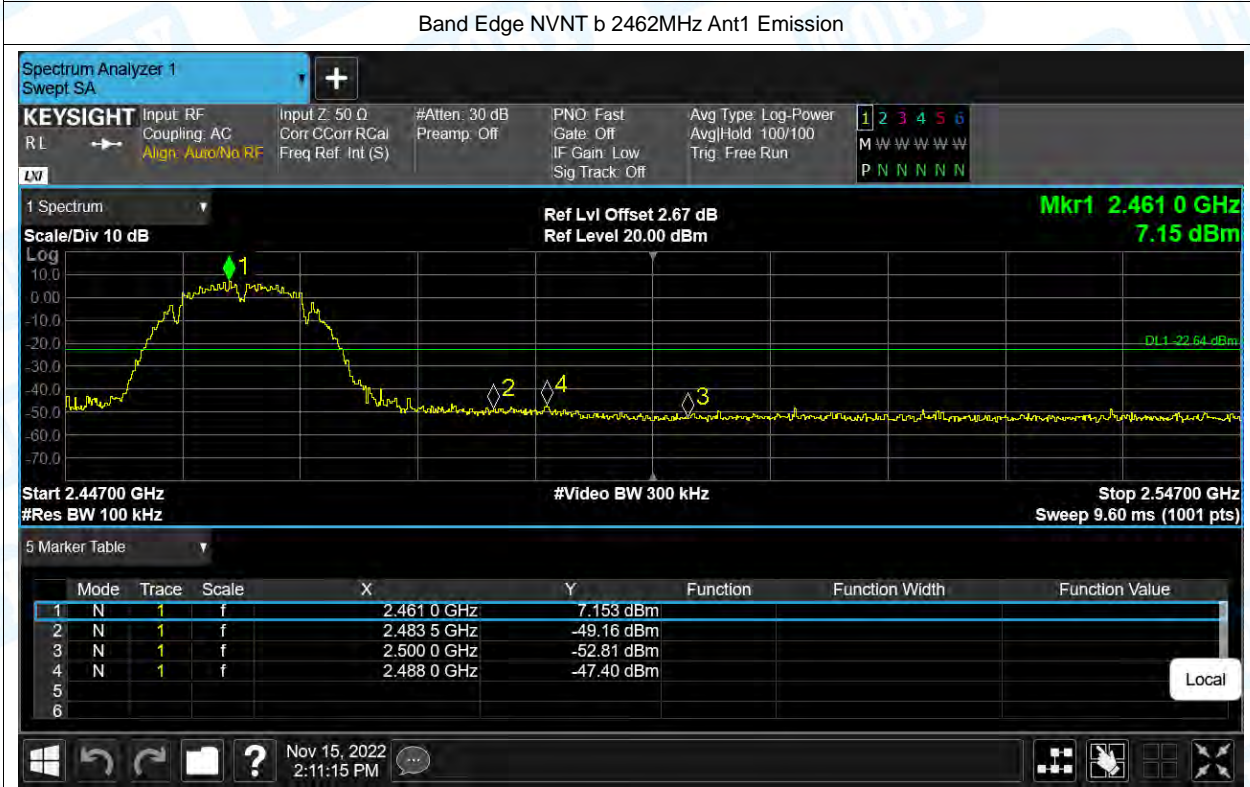 Band Edge NVNT b 2462MHz Ant1 Emission
Spectrum Analyzer 1
Swept SA
+
KEYSIGHT
RL
LXI
Input: RF
Coupling: AC
Align: Auto/No RF
Input Z: 50 Ω
Corr CCorr RCal
Freq Ref: Int (S)
#Atten: 30 dB
Preamp: Off
PNO: Fast
Gate: Off
IF Gain: Low
Sig Track: Off
Avg Type: Log-Power
Avg|Hold: 100/100
Trig: Free Run
1 2 3 4 5 6
M W W W W W
P N N N N N
1 Spectrum
Scale/Div 10 dB
Ref Lvl Offset 2.67 dB
Ref Level 20.00 dBm
Mkr1 2.461 0 GHz
7.15 dBm
Log
10.0
0.00
-10.0
-20.0
-30.0
-40.0
-50.0
-60.0
-70.0
1
2
4
3
DL1 -22.64 dBm
Start 2.44700 GHz
#Res BW 100 kHz
#Video BW 300 kHz
Stop 2.54700 GHz
Sweep 9.60 ms (1001 pts)
5 Marker Table
Mode Trace Scale X Y Function Function Width Function Value
1 N 1 f 2.461 0 GHz 7.153 dBm
2 N 1 f 2.483 5 GHz -49.16 dBm
3 N 1 f 2.500 0 GHz -52.81 dBm
4 N 1 f 2.488 0 GHz -47.40 dBm
5
6
Local
?
Nov 15, 2022
2:11:15 PM